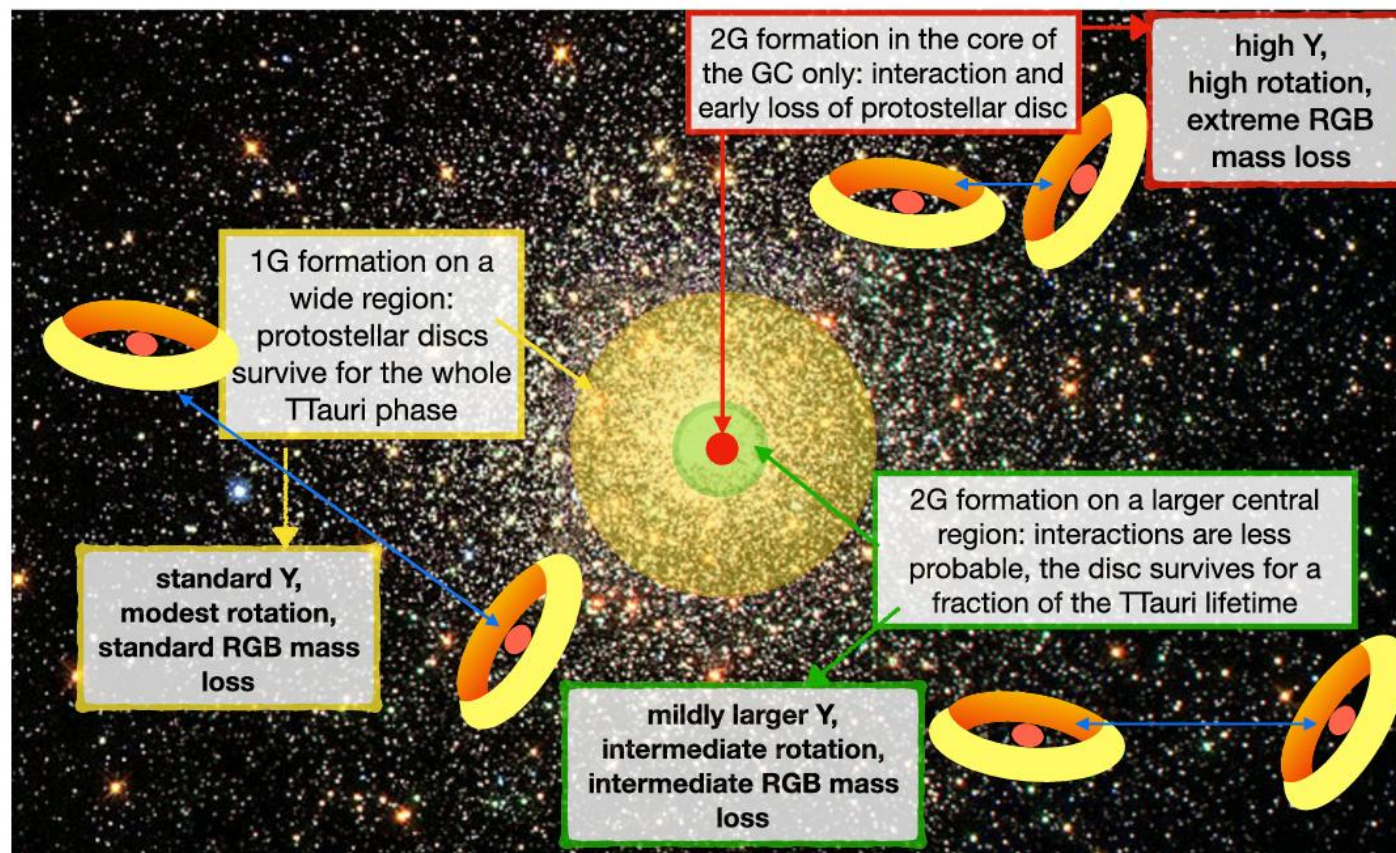 2G formation in the core of
the GC only: interaction and
early loss of protostellar disc
high Y,
high rotation,
extreme RGB
mass loss
1G formation on a
wide region:
protostellar discs
survive for the whole
TTauri phase
standard Y,
modest rotation,
standard RGB mass
loss
2G formation on a larger central
region: interactions are less
probable, the disc survives for a
fraction of the TTauri lifetime
mildly larger Y,
intermediate rotation,
intermediate RGB mass
loss